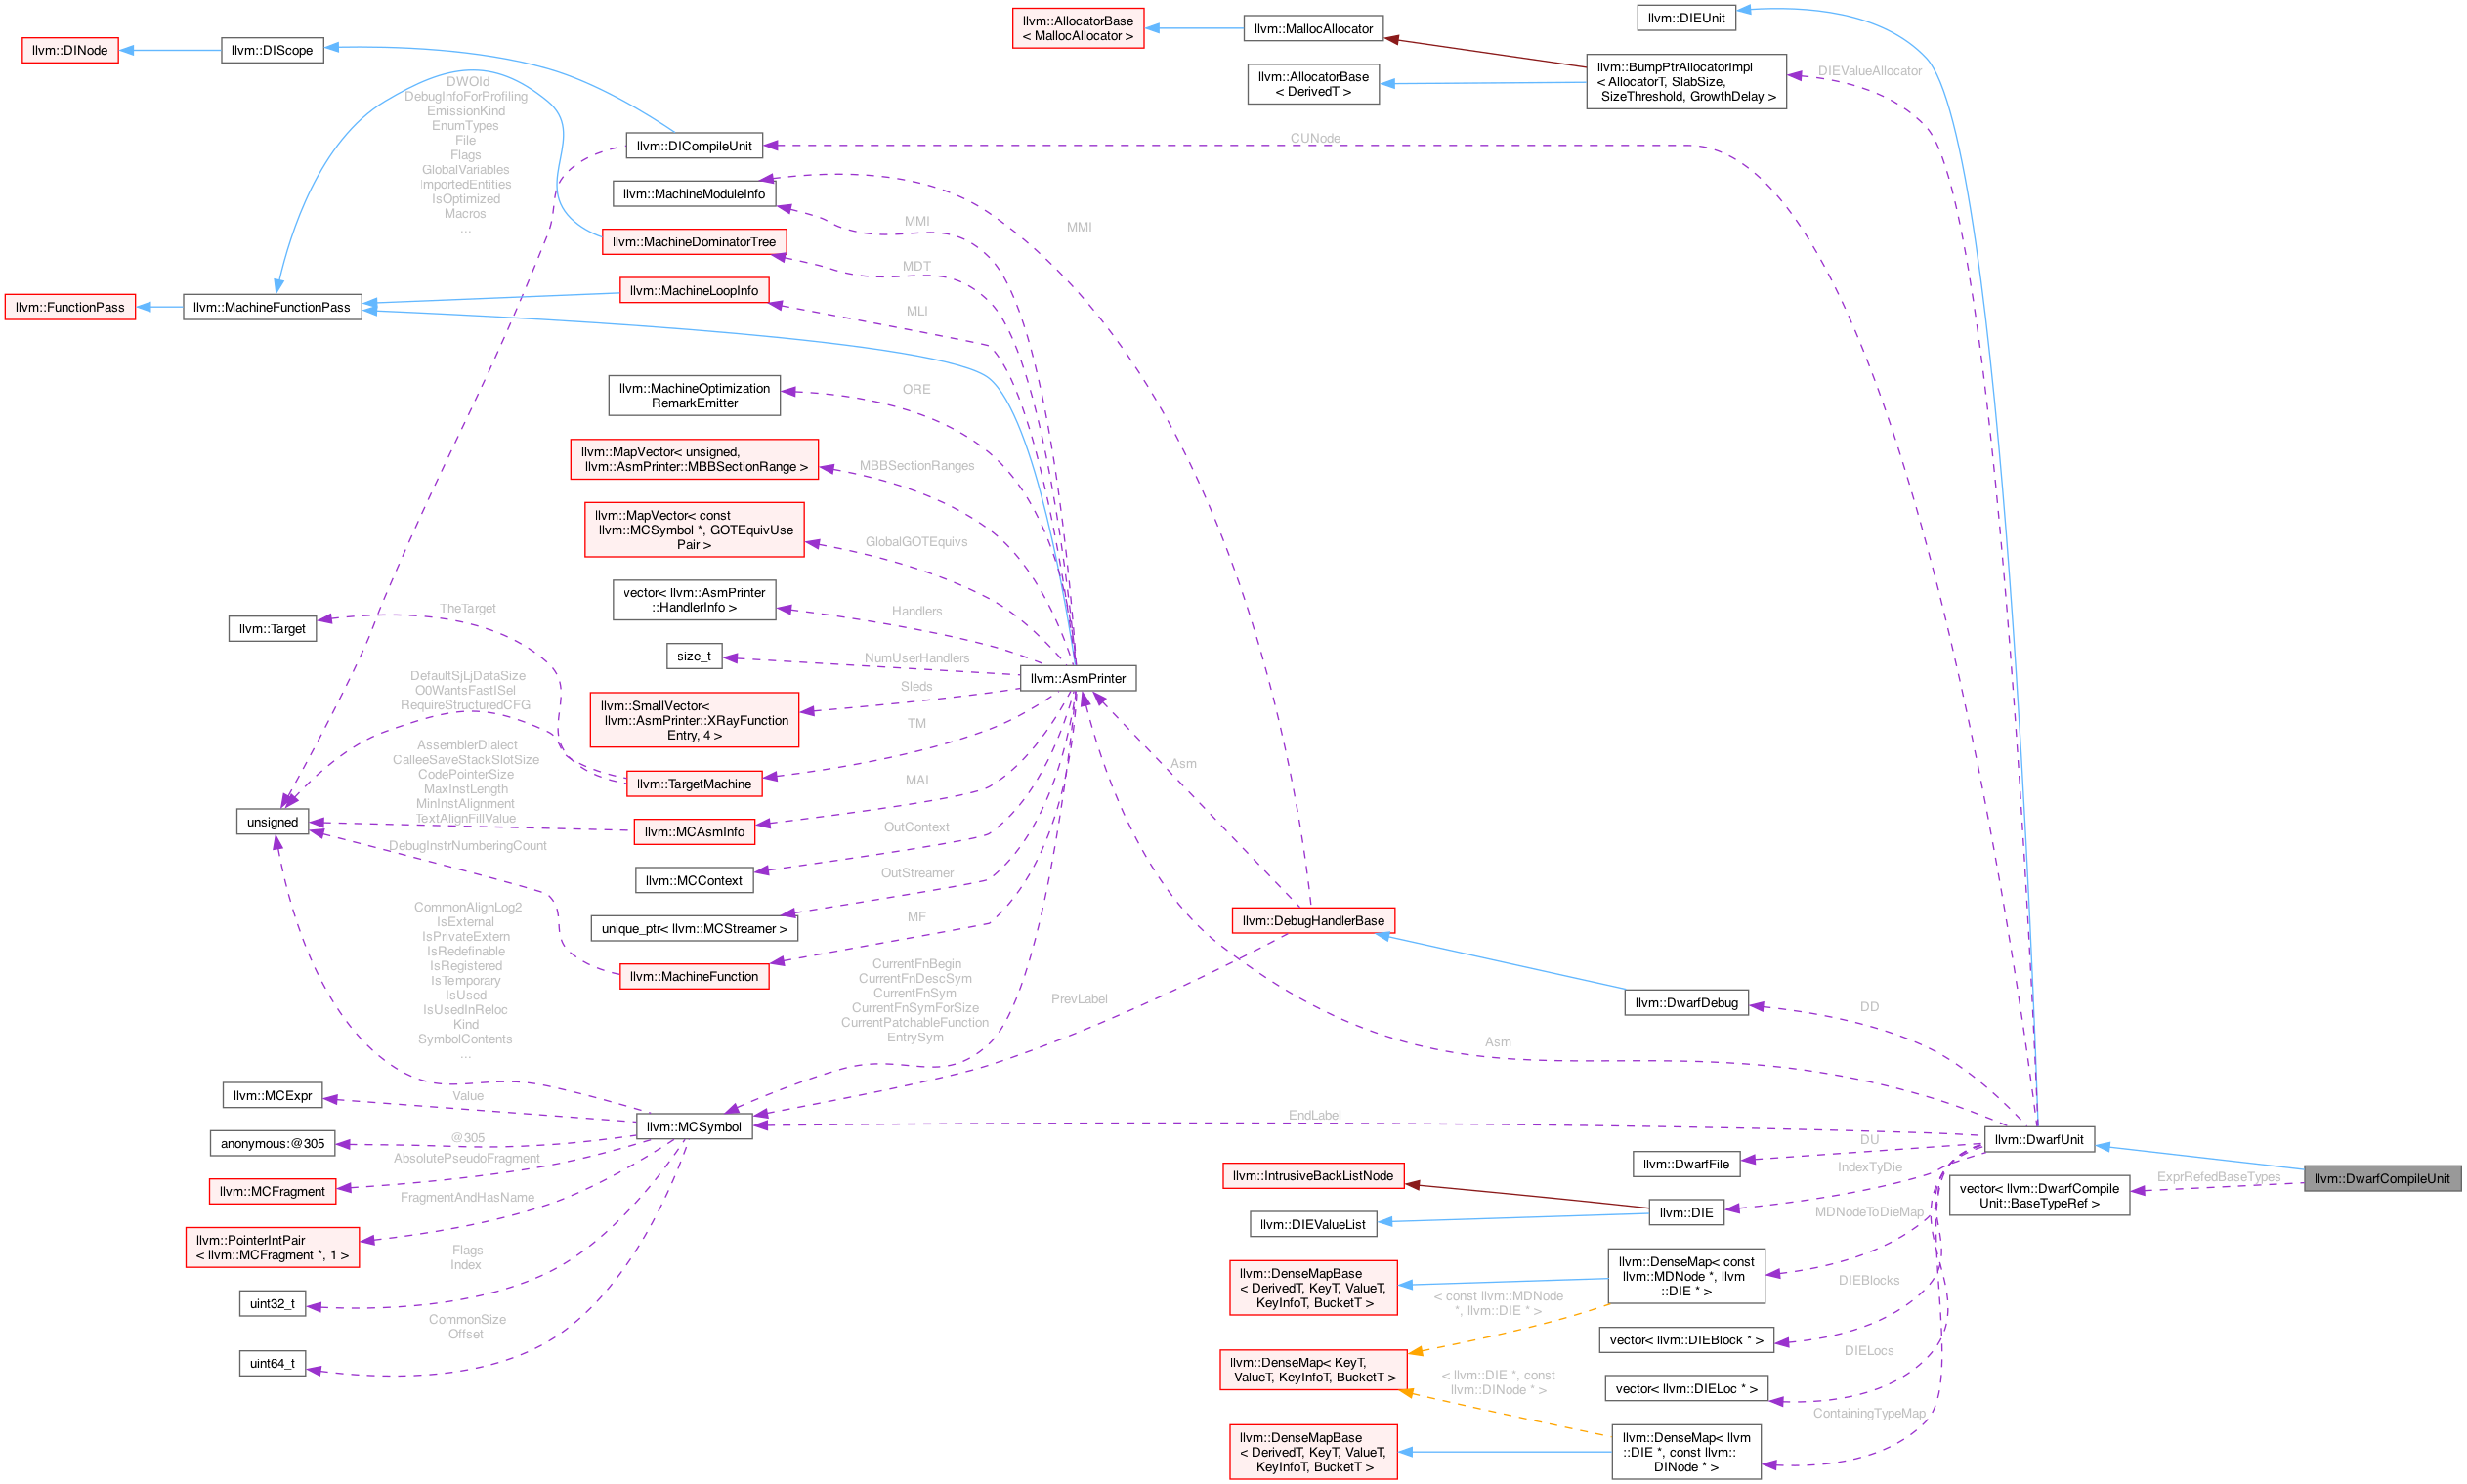 llvm::DIEUnit
llvm::AllocatorBase
< MallocAllocator >
llvm::MallocAllocator
llvm::DINode
llvm::DIScope
llvm::BumpPtrAllocatorImpl
< AllocatorT, SlabSize,
SizeThreshold, GrowthDelay >
DIEValueAllocator
llvm::AllocatorBase
< DerivedT >
DWOId
DebugInfoForProfiling
EmissionKind
EnumTypes
File
Flags
GlobalVariables
ImportedEntities
IsOptimized
Macros
...
llvm::DICompileUnit
CUNode
llvm::MachineModuleInfo
MMI
MMI
llvm::MachineDominatorTree
MDT
llvm::FunctionPass
llvm::MachineFunctionPass
llvm::MachineLoopInfo
MLI
llvm::MachineOptimization
RemarkEmitter
ORE
llvm::MapVector< unsigned,
llvm::AsmPrinter::MBBSectionRange >
MBBSectionRanges
llvm::MapVector< const
llvm::MCSymbol *, GOTEquivUse
Pair >
GlobalGOTEquivs
vector< llvm::AsmPrinter
::HandlerInfo >
Handlers
llvm::Target
TheTarget
size_t
NumUserHandlers
llvm::AsmPrinter
DefaultSjLjDataSize
O0WantsFastISel
RequireStructuredCFG
llvm::SmallVector<
llvm::AsmPrinter::XRayFunction
Entry, 4 >
Sleds
TM
AssemblerDialect
CalleeSaveStackSlotSize
CodePointerSize
MaxInstLength
MinInstAlignment
TextAlignFillValue
llvm::TargetMachine
MAI
Asm
unsigned
llvm::MCAsmInfo
OutContext
DebugInstrNumberingCount
llvm::MCContext
OutStreamer
unique_ptr< llvm::MCStreamer >
MF
llvm::DebugHandlerBase
CommonAlignLog2
IsExternal
IsPrivateExtern
IsRedefinable
IsRegistered
IsTemporary
IsUsed
IsUsedInReloc
Kind
SymbolContents
...
llvm::MachineFunction
CurrentFnBegin
CurrentFnDescSym
CurrentFnSym
CurrentFnSymForSize
CurrentPatchableFunction
EntrySym
PrevLabel
llvm::DwarfDebug
DD
Asm
llvm::MCExpr
Value
llvm::MCSymbol
EndLabel
anonymous:@305
@305
llvm::DwarfUnit
llvm::DwarfFile
DU
AbsolutePseudoFragment
llvm::MCFragment
llvm::IntrusiveBackListNode
IndexTyDie
vector< llvm::DwarfCompile
Unit::BaseTypeRef >
ExprRefedBaseTypes
llvm::DwarfCompileUnit
FragmentAndHasName
llvm::DIEValueList
llvm::DIE
MDNodeToDieMap
llvm::PointerIntPair
< llvm::MCFragment *, 1 >
Flags
Index
llvm::DenseMapBase
< DerivedT, KeyT, ValueT,
KeyInfoT, BucketT >
llvm::DenseMap< const
llvm::MDNode *, llvm
::DIE * >
DIEBlocks
uint32_t
< const llvm::MDNode
*, llvm::DIE * >
CommonSize
Offset
vector< llvm::DIEBlock * >
DIELocs
uint64_t
llvm::DenseMap< KeyT,
ValueT, KeyInfoT, BucketT >
< llvm::DIE *, const
llvm::DINode * >
vector< llvm::DIELoc * >
ContainingTypeMap
llvm::DenseMapBase
< DerivedT, KeyT, ValueT,
KeyInfoT, BucketT >
llvm::DenseMap< llvm
::DIE *, const llvm::
DINode * >